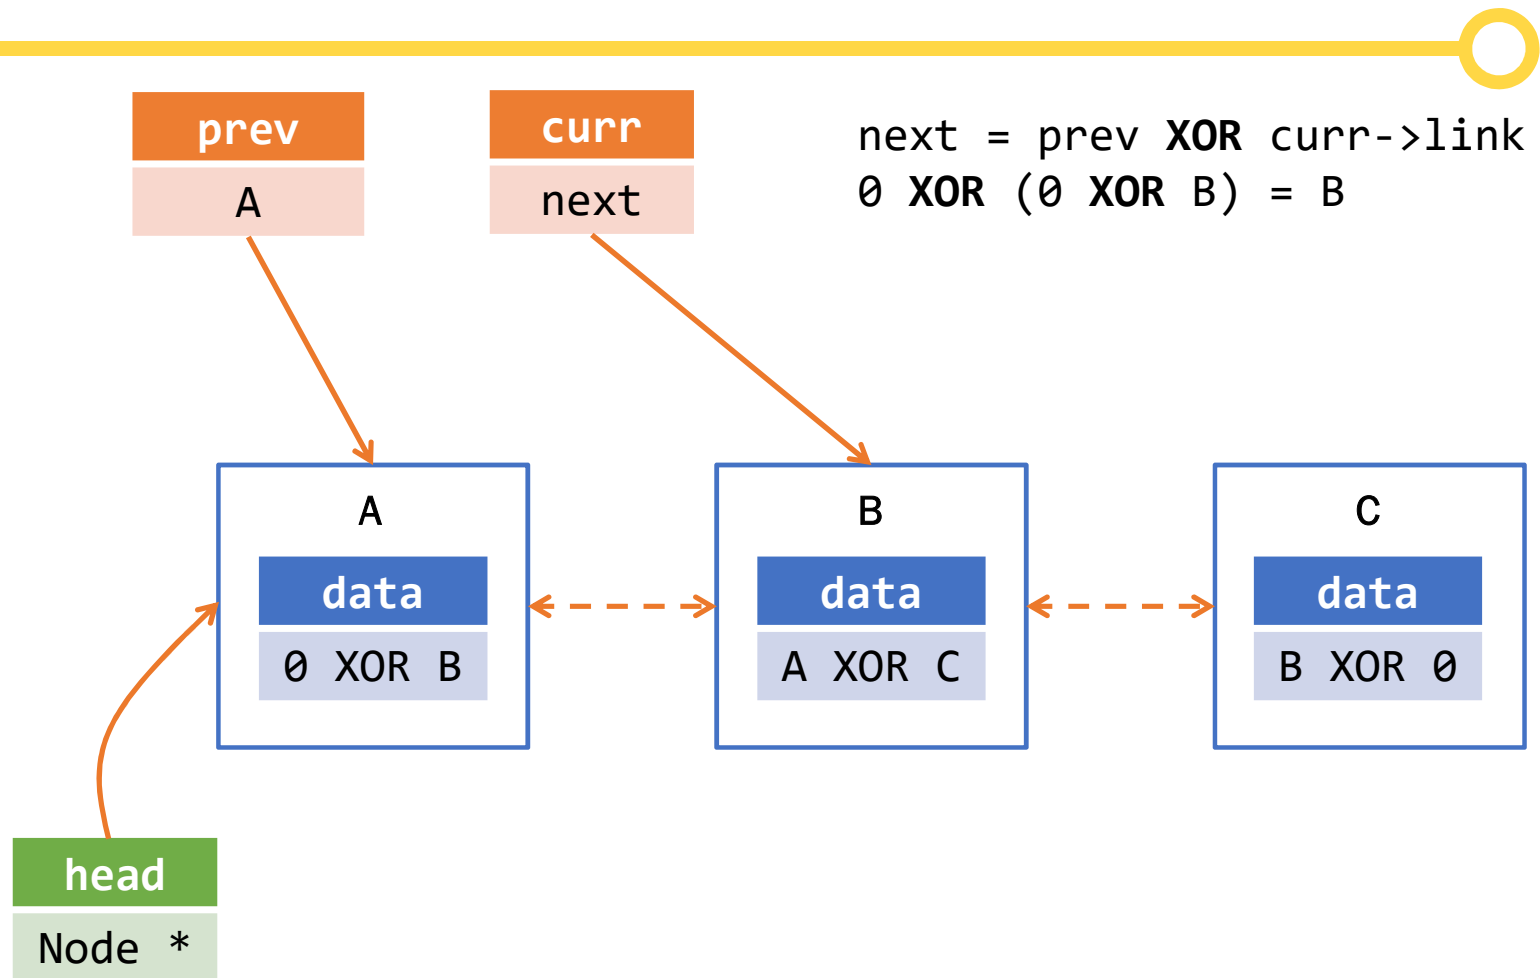 prev
A
curr
next
next = prev XOR curr->link
0 XOR (0 XOR B) = B
A
data
0 XOR B
B
data
A XOR C
C
data
B XOR 0
head
Node *